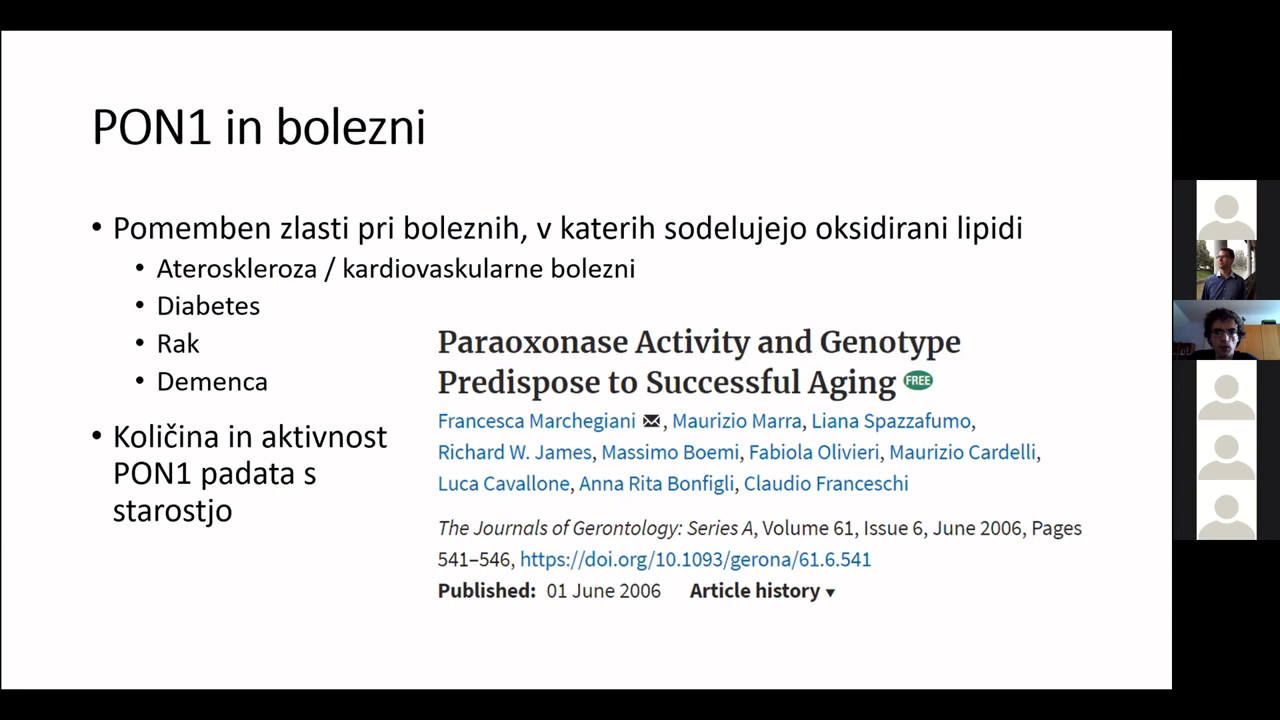 PON1 in bolezni
• Pomemben zlasti pri boleznih, v katerih sodelujejo oksidirani lipidi
• Ateroskleroza / kardiovaskularne bolezni
• Diabetes
• Rak
• Demenca
• Količina in aktivnost
PON1 padata s
starostjo
Paraoxonase Activity and Genotype
Predispose to Successful Aging FREE
Francesca Marchegiani ✉, Maurizio Marra, Liana Spazzafumo,
Richard W. James, Massimo Boemi, Fabiola Olivieri, Maurizio Cardelli,
Luca Cavallone, Anna Rita Bonfigli, Claudio Franceschi
The Journals of Gerontology: Series A, Volume 61, Issue 6, June 2006, Pages
541–546, https://doi.org/10.1093/gerona/61.6.541
Published: 01 June 2006 Article history ▾